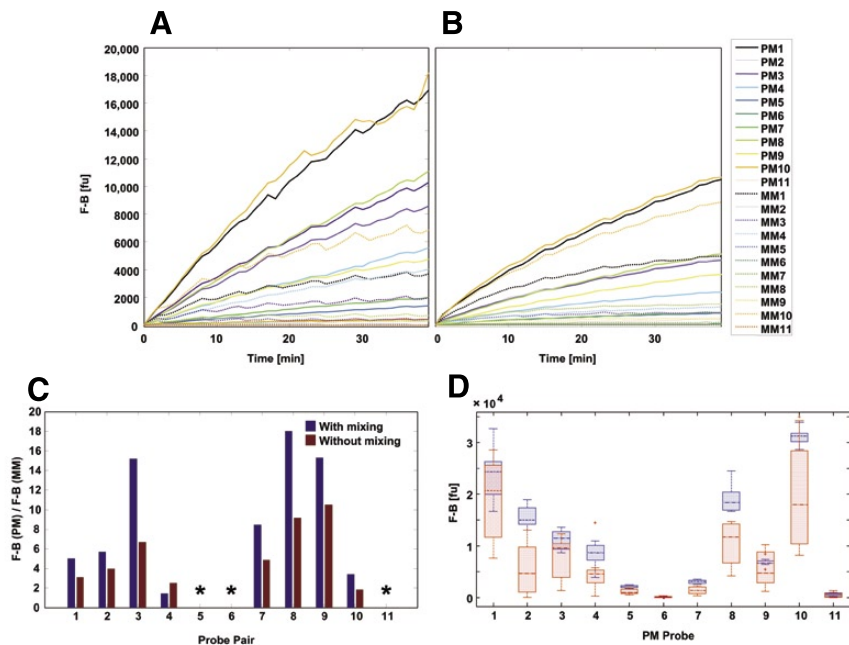 A
B
20,000
18,000
16,000
14,000
12,000
10,000
8000
6000
4000
2000
0
F-B [fu]
0 10 20 30
Time [min]
0 10 20 30
Time [min]
PM1
PM2
PM3
PM4
PM5
PM6
PM7
PM8
PM9
PM10
PM11
MM1
MM2
MM3
MM4
MM5
MM6
MM7
MM8
MM9
MM10
MM11
C
20
18
16
14
12
10
8
6
4
2
0
F-B (PM) / F-B (MM)
With mixing
Without mixing
* * *
1 2 3 4 5 6 7 8 9 10 11
Probe Pair
D
× 10⁴
3
2
1
0
F-B [fu]
1 2 3 4 5 6 7 8 9 10 11
PM Probe